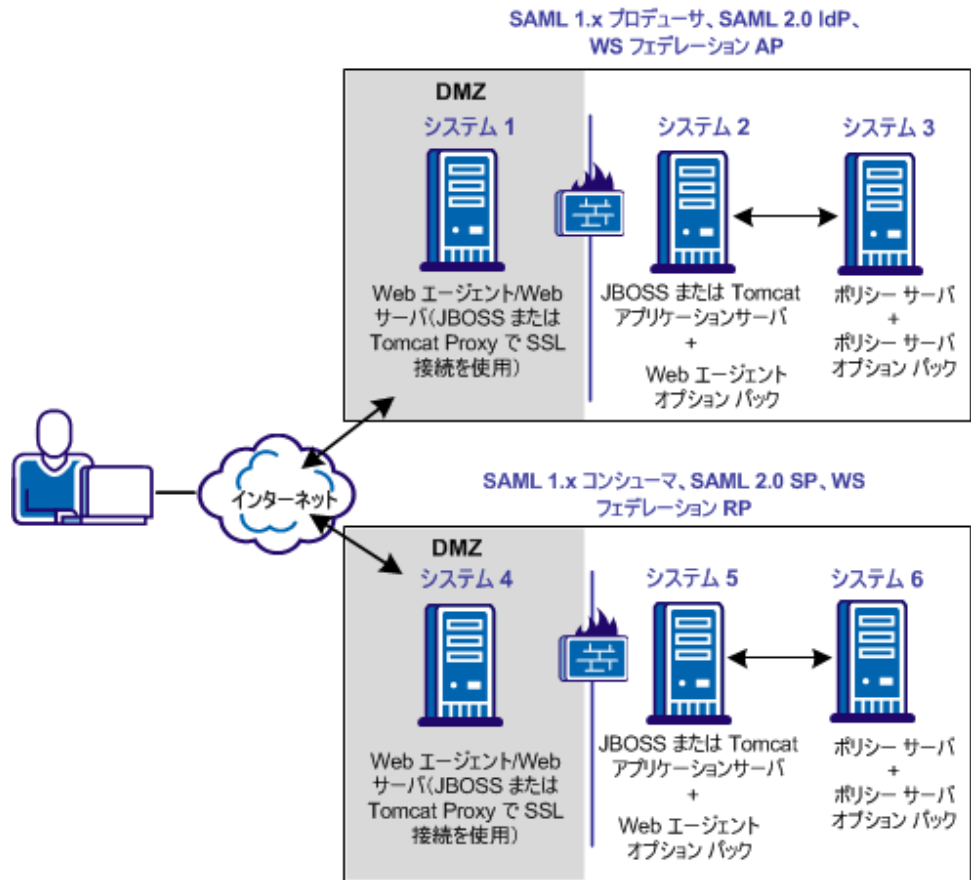 SAML 1.x プロデューサ、SAML 2.0 IdP、
WS フェデレーション AP
DMZ
システム 1
システム 2
システム 3
Web エージェント/Web
サーバ(JBOSS または
Tomcat Proxy で SSL
接続を使用)
JBOSS または Tomcat
アプリケーションサーバ
+
Web エージェント
オプション パック
ポリシー サーバ
+
ポリシー サーバ
オプション パック
インターネット
SAML 1.x コンシューマ、SAML 2.0 SP、WS
フェデレーション RP
DMZ
システム 4
システム 5
システム 6
Web エージェント/Web
サーバ(JBOSS または
Tomcat Proxy で SSL
接続を使用)
JBOSS または Tomcat
アプリケーションサーバ
+
Web エージェント
オプション パック
ポリシー サーバ
+
ポリシー サーバ
オプション パック